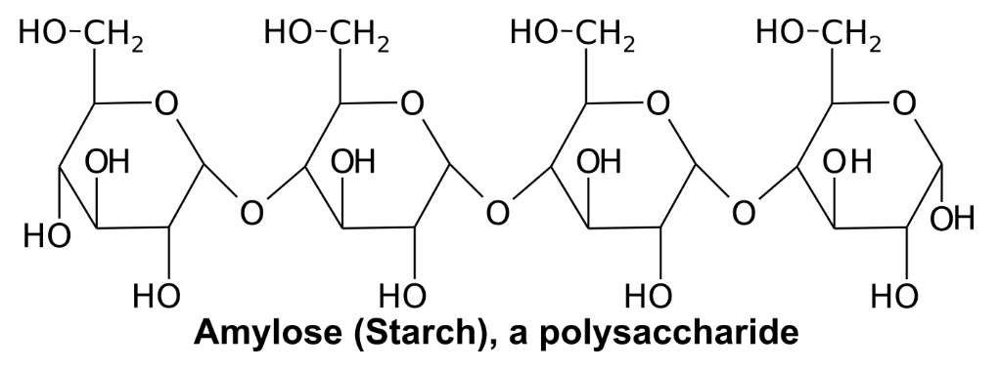 HO-CH2 HO-CH2 HO-CH2 HO-CH2
O O O O
OH OH OH OH
O O O OH
HO
HO HO HO HO
Amylose (Starch), a polysaccharide